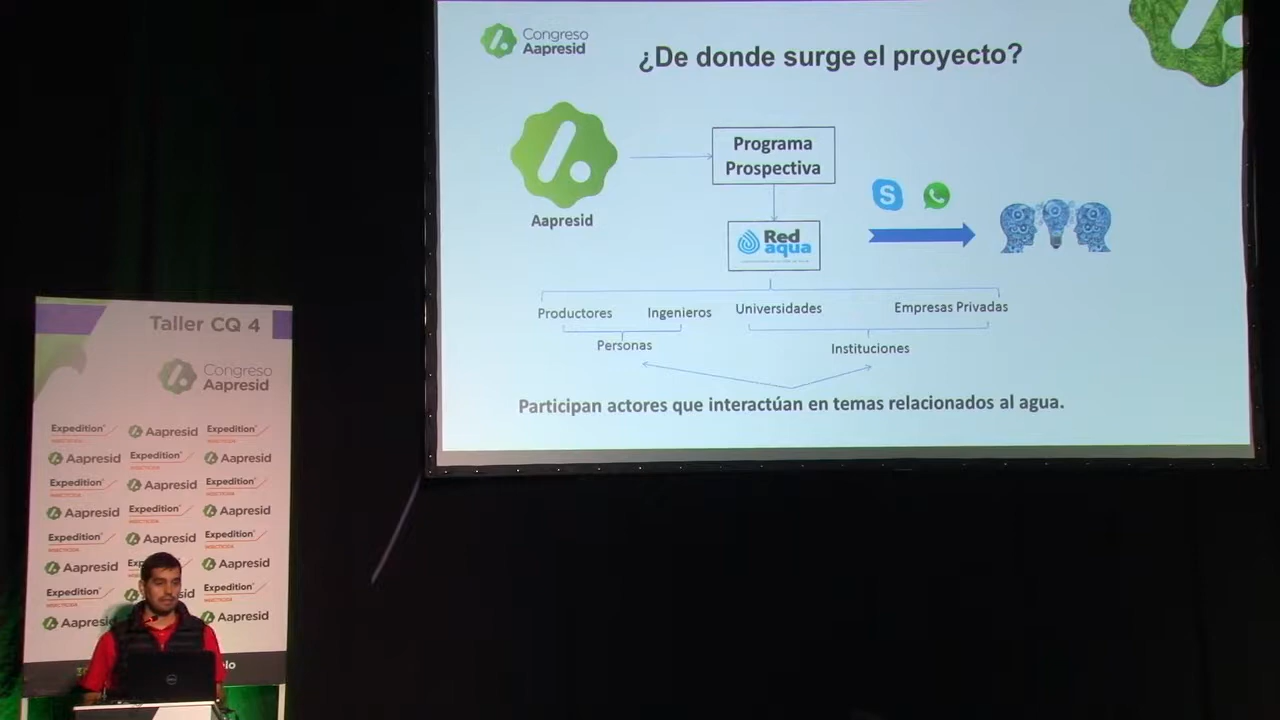 Congreso
Aapresid
¿De donde surge el proyecto?
Programa
Prospectiva
Aapresid
Red
aqua
Productores
Ingenieros
Universidades
Empresas Privadas
Personas
Instituciones
Participan actores que interactúan en temas relacionados al agua.
Taller CQ 4
Congreso
Aapresid
Expedition Aapresid Expedition
Aapresid Expedition Aapresid
Expedition Aapresid Expedition
Aapresid Expedition Aapresid
Expedition Aapresid Expedition
Aapresid Aapresid
Expedition Expedition
Aapresid